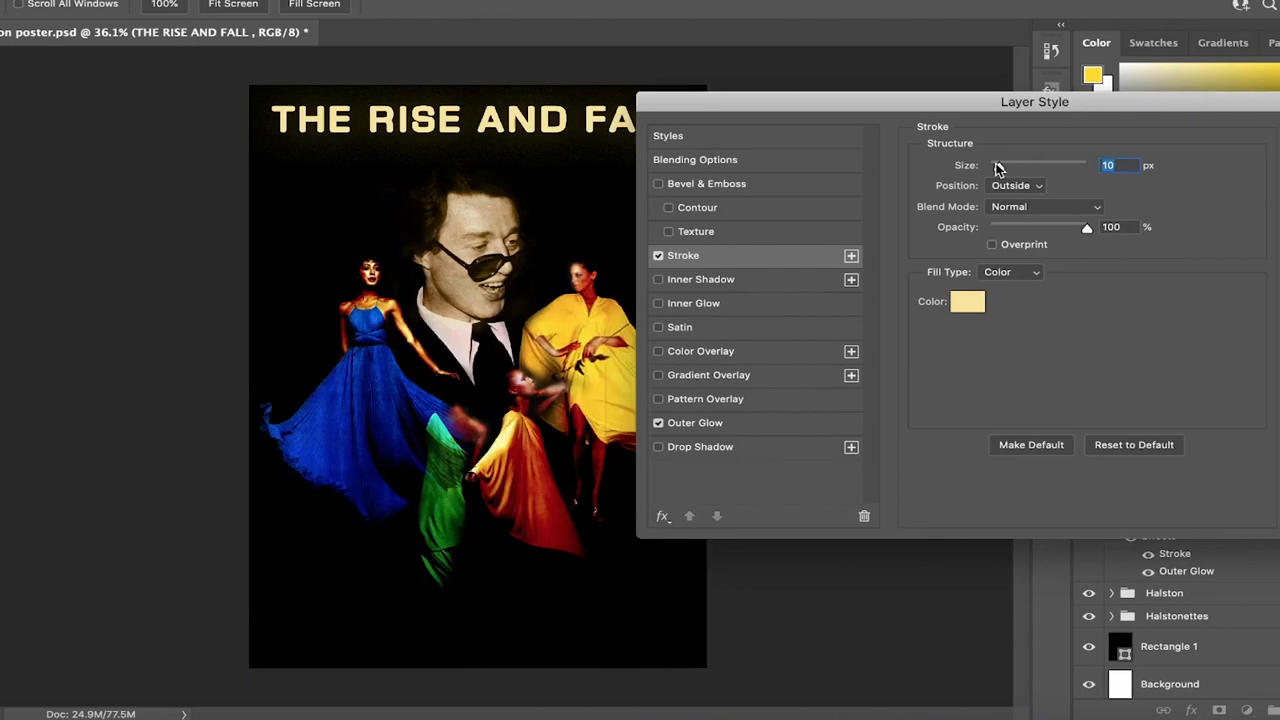 Scroll All Windows 100% Fit Screen Fill Screen
on poster.psd @ 36.1% (THE RISE AND FALL , RGB/8) *
Color Swatches Gradients Pa
THE RISE AND FA
Layer Style
Styles
Blending Options
Bevel & Emboss
Contour
Texture
Stroke
Inner Shadow
Inner Glow
Satin
Color Overlay
Gradient Overlay
Pattern Overlay
Outer Glow
Drop Shadow
fx
Stroke
Structure
Size: 10 px
Position: Outside
Blend Mode: Normal
Opacity: 100 %
Overprint
Fill Type: Color
Color:
Make Default Reset to Default
Stroke
Outer Glow
Halston
Halstonettes
Rectangle 1
Background
fx
Doc: 24.9M/77.5M